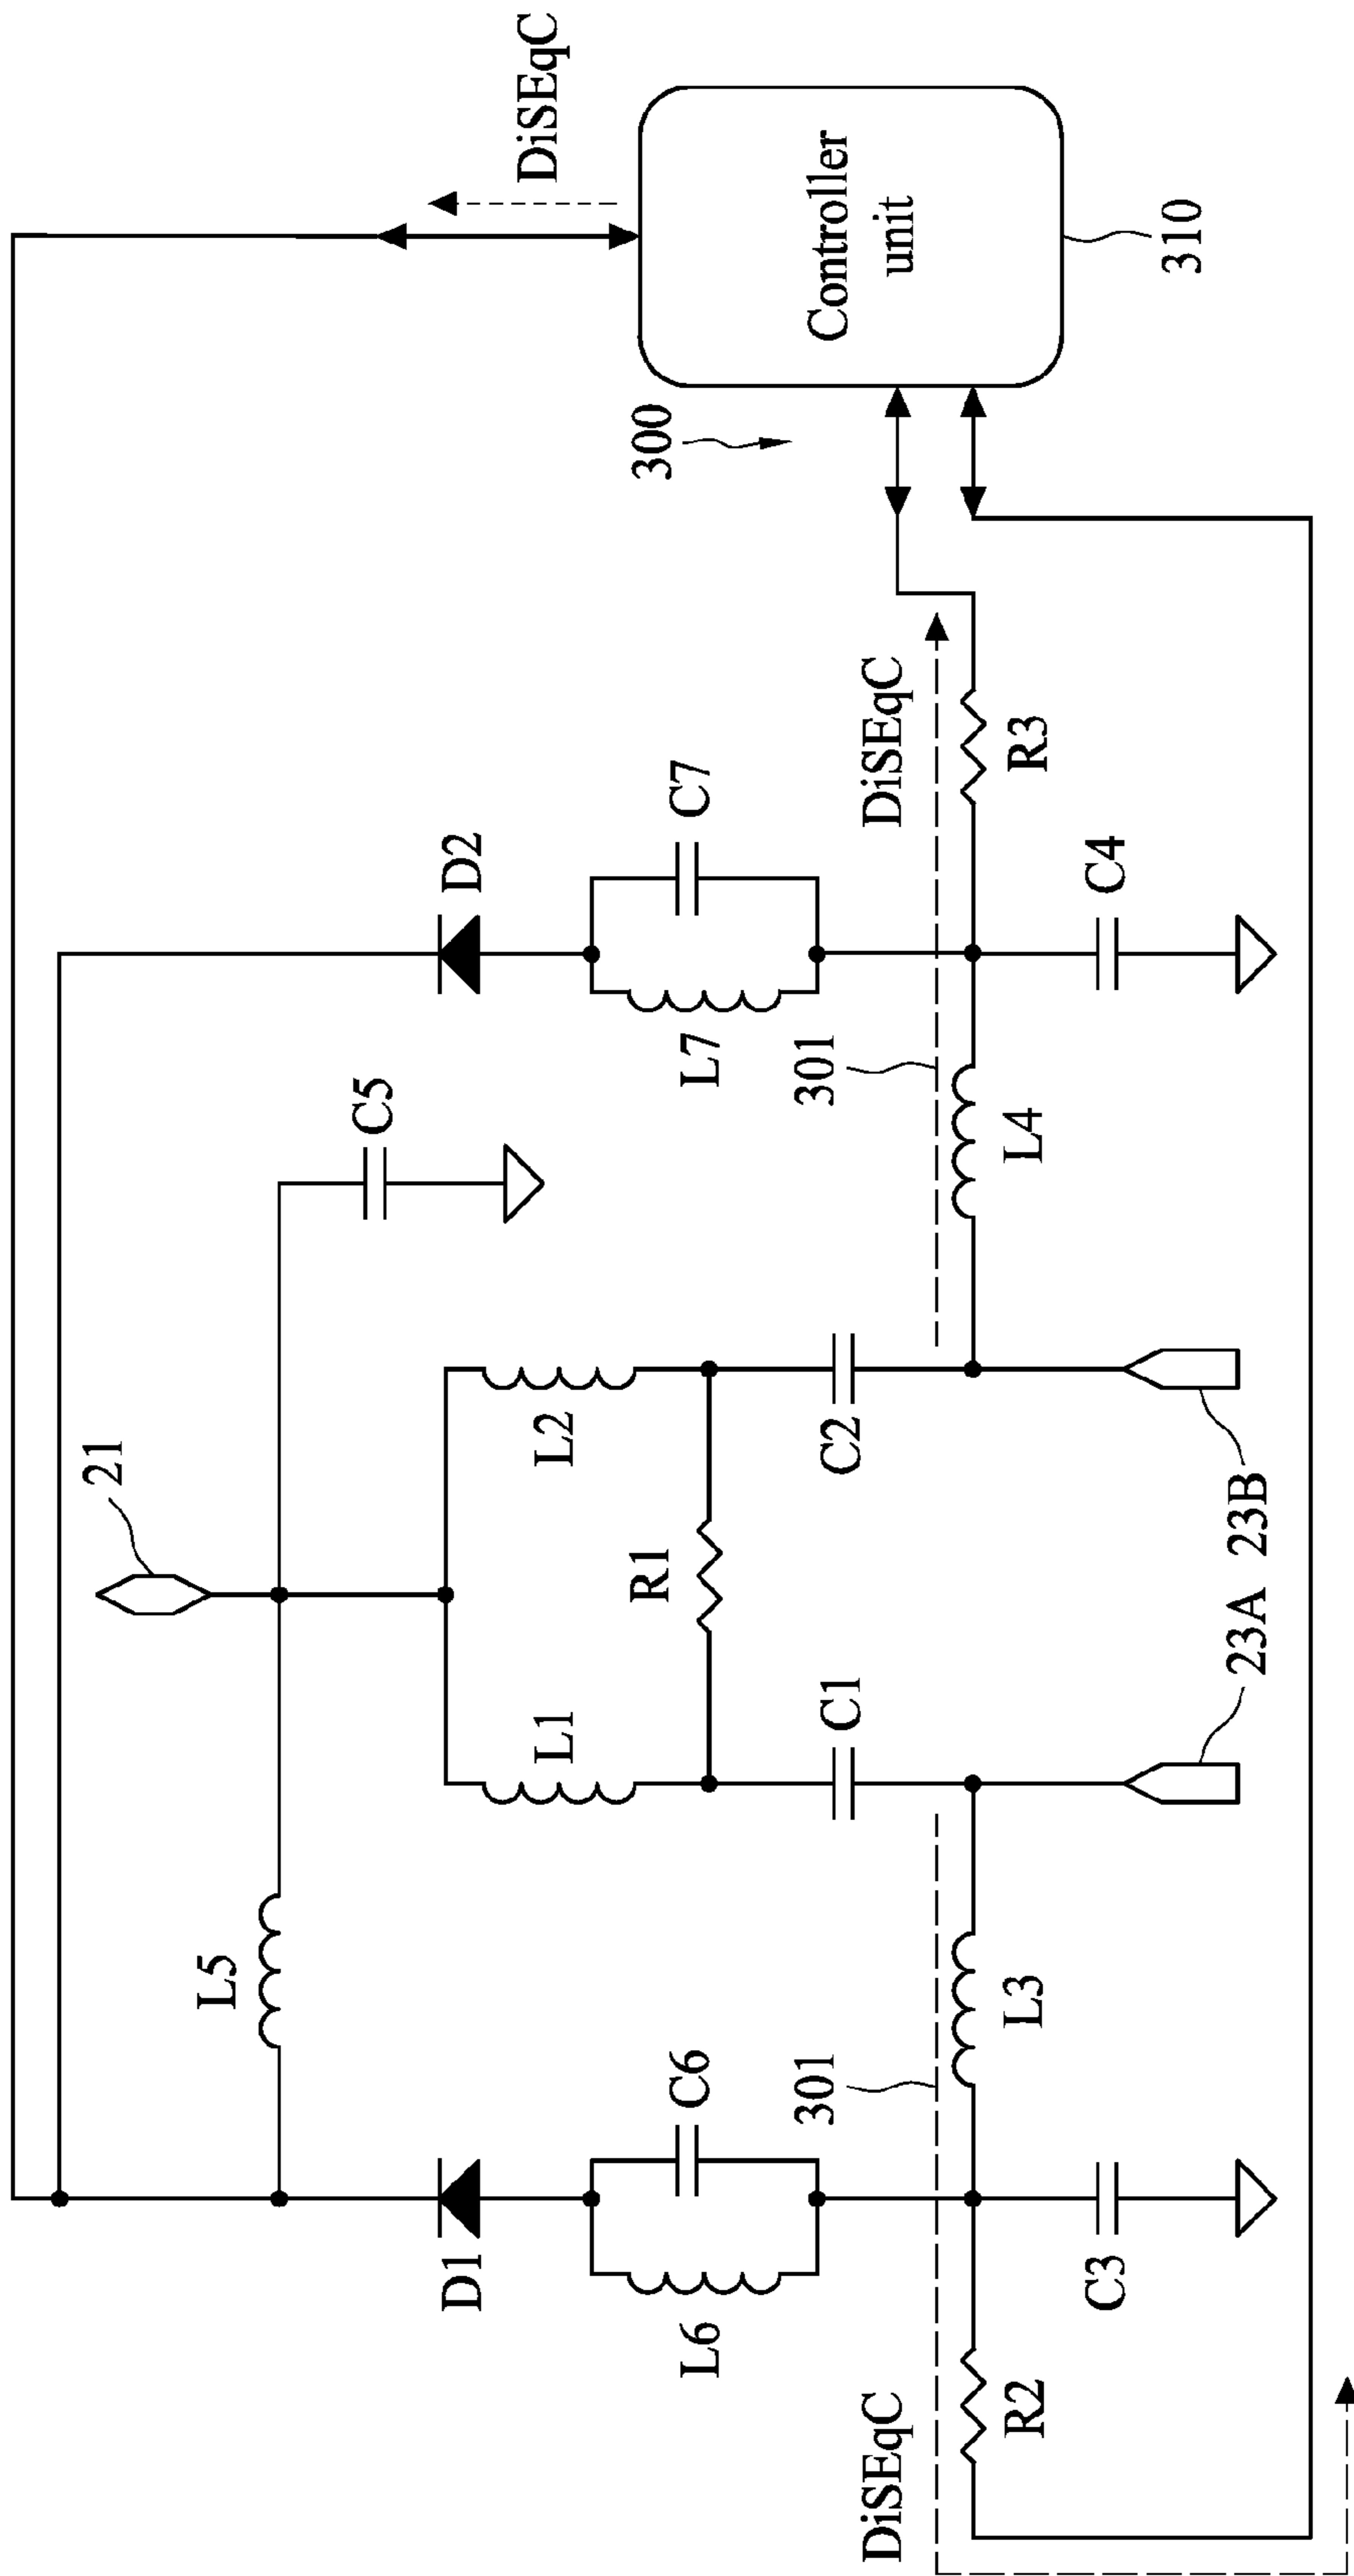 DiSEqC
21
C5
D2
L5
D1
L1
L2
R1
C7
L7
C6
L6
300
Controller
unit
310
DiSEqC
301
301
DiSEqC
C1
C2
R2
L3
L4
R3
C3
C4
23A
23B